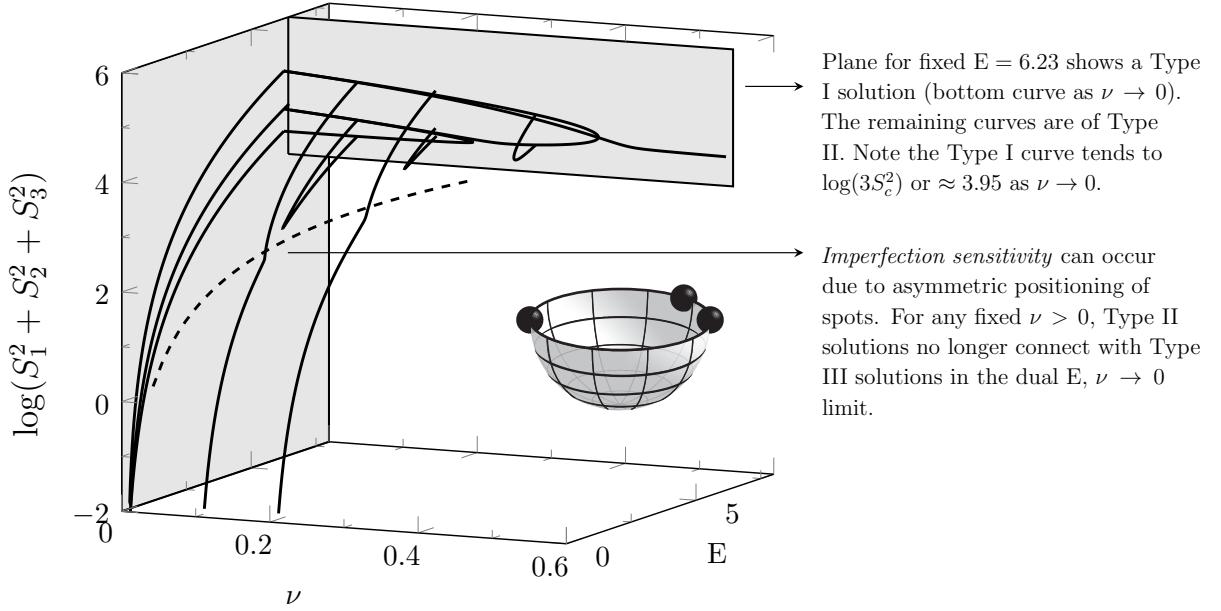 6
4
2
0
−2
log(S₁² + S₂² + S₃²)
0
0.2
0.4
0.6
ν
0
5
E
Plane for fixed E = 6.23 shows a Type
I solution (bottom curve as ν → 0).
The remaining curves are of Type
II. Note the Type I curve tends to
log(3S_c²) or ≈ 3.95 as ν → 0.
Imperfection sensitivity can occur
due to asymmetric positioning of
spots. For any fixed ν > 0, Type II
solutions no longer connect with Type
III solutions in the dual E, ν → 0
limit.